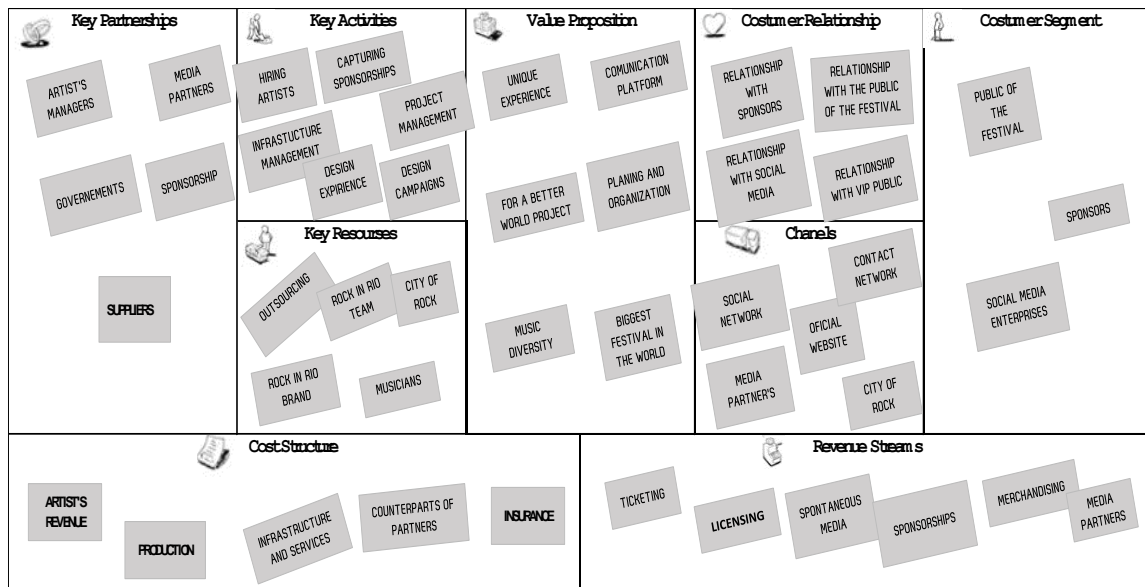 Key Partnerships
ARTIST'S
MANAGERS
MEDIA
PARTNERS
GOVERNEMENTS
SPONSORSHIP
SUPPLIERS
Key Activities
HIRING
ARTISTS
CAPTURING
SPONSORSHIPS
PROJECT
MANAGEMENT
INFRASTUCTURE
MANAGEMENT
DESIGN
EXPIRIENCE
DESIGN
CAMPAIGNS
Key Resourses
OUTSOURCING
ROCK IN RIO
TEAM
CITY OF
ROCK
ROCK IN RIO
BRAND
MUSICIANS
Value Proposition
UNIQUE
EXPERIENCE
COMUNICATION
PLATFORM
FOR A BETTER
WORLD PROJECT
PLANING AND
ORGANIZATION
MUSIC
DIVERSITY
BIGGEST
FESTIVAL IN
THE WORLD
Costumer Relationship
RELATIONSHIP
WITH
SPONSORS
RELATIONSHIP
WITH THE PUBLIC
OF THE FESTIVAL
RELATIONSHIP
WITH SOCIAL
MEDIA
RELATIONSHIP
WITH VIP PUBLIC
Chanels
CONTACT
NETWORK
SOCIAL
NETWORK
OFICIAL
WEBSITE
MEDIA
PARTNER'S
CITY OF
ROCK
Costumer Segment
PUBLIC OF
THE
FESTIVAL
SPONSORS
SOCIAL MEDIA
ENTERPRISES
Cost Structure
ARTIST'S
REVENUE
PRODUCTION
INFRASTRUCTURE
AND SERVICES
COUNTERPARTS OF
PARTNERS
INSURANCE
Revenue Streams
TICKETING
LICENSING
SPONTANEOUS
MEDIA
SPONSORSHIPS
MERCHANDISING
MEDIA
PARTNERS